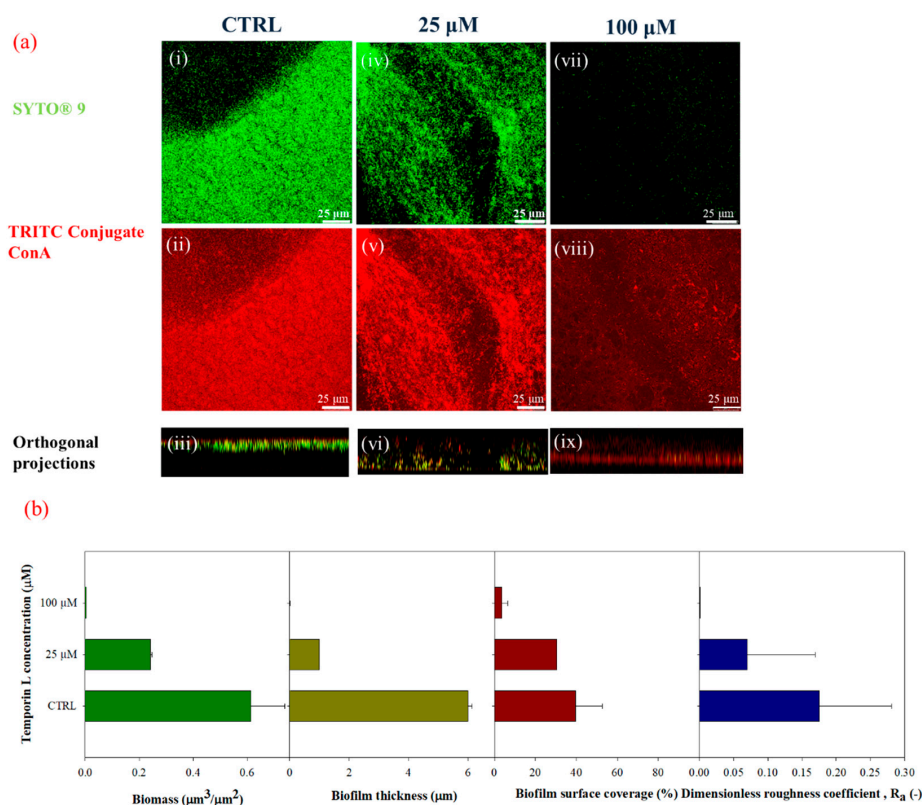 CTRL 25 µM 100 µM
(a)
(i) (iv) (vii)
SYTO® 9
25 µm 25 µm 25 µm
TRITC Conjugate
ConA
(ii) (v) (viii)
25 µm 25 µm 25 µm
Orthogonal
projections
(iii) (vi) (ix)
(b)
Temporin L concentration (µM)
100 µM
25 µM
CTRL
0.0 0.2 0.4 0.6 0.8 0 2 4 6 0 20 40 60 80 100 0.00 0.05 0.10 0.15 0.20 0.25 0.30
Biomass (µm³/µm²) Biofilm thickness (µm) Biofilm surface coverage (%) Dimensionless roughness coefficient , Ra (-)